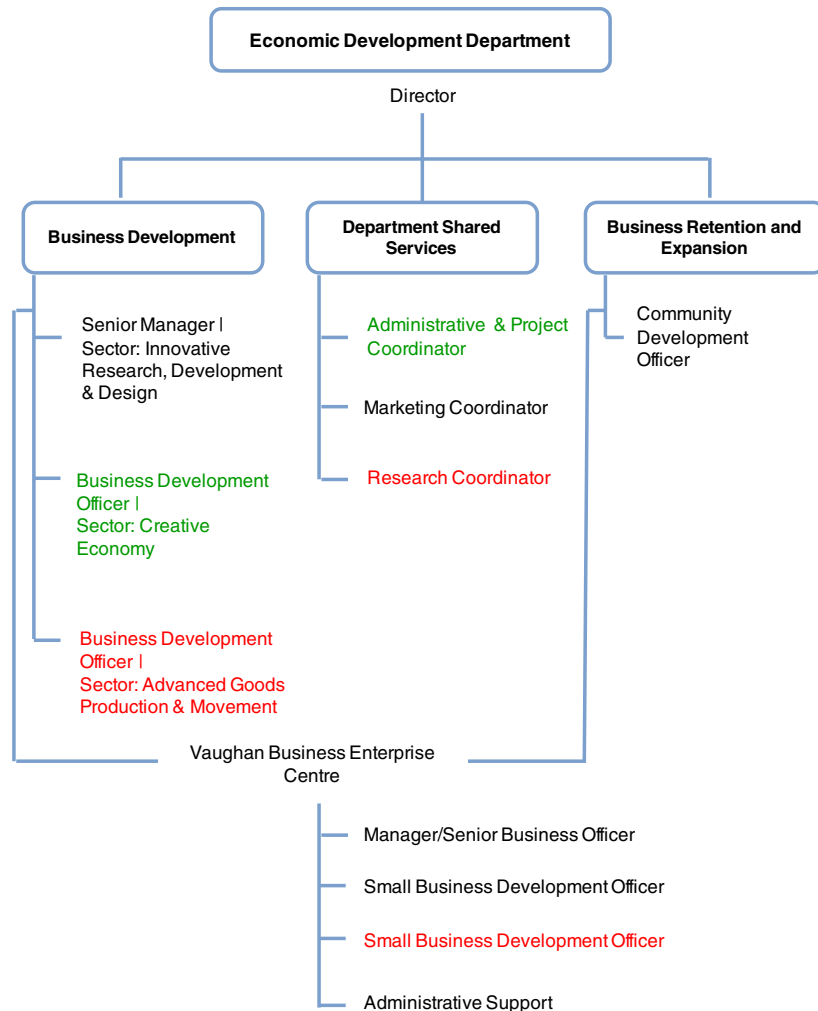 Economic Development Department
Director
Business Development
Department Shared
Services
Business Retention and
Expansion
Senior Manager |
Sector: Innovative
Research, Development
& Design
Business Development
Officer |
Sector: Creative
Economy
Business Development
Officer |
Sector: Advanced Goods
Production & Movement
Administrative & Project
Coordinator
Marketing Coordinator
Research Coordinator
Community
Development
Officer
Vaughan Business Enterprise
Centre
Manager/Senior Business Officer
Small Business Development Officer
Small Business Development Officer
Administrative Support